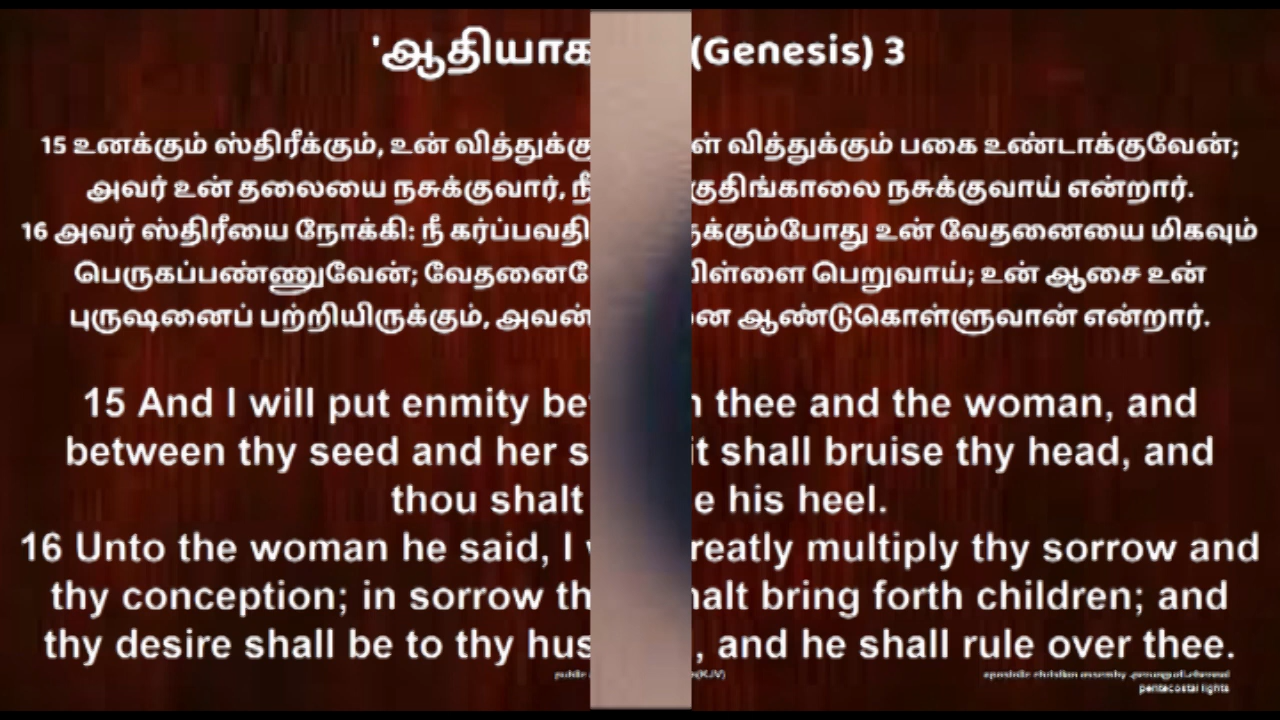 'ஆதியாக (Genesis) 3
15 உனக்கும் ஸ்திரீக்கும், உன் வித்துக்கு வித்துக்கும் பகை உண்டாக்குவேன்;
அவர் உன் தலையை நசுக்குவார், நீ குதிங்காலை நசுக்குவாய் என்றார்.
16 அவர் ஸ்திரீயை நோக்கி: நீ கர்ப்பவதி க்கும்போது உன் வேதனையை மிகவும்
பெருகப்பண்ணுவேன்; வேதனையே ிள்ளை பெறுவாய்; உன் ஆசை உன்
புருஷனைப் பற்றியிருக்கும், அவன் னை ஆண்டுகொள்ளுவான் என்றார்.
15 And I will put enmity be thee and the woman, and
between thy seed and her s it shall bruise thy head, and
thou shalt e his heel.
16 Unto the woman he said, I reatly multiply thy sorrow and
thy conception; in sorrow th halt bring forth children; and
thy desire shall be to thy hus , and he shall rule over thee.
public (KJV)
pentecostal lights